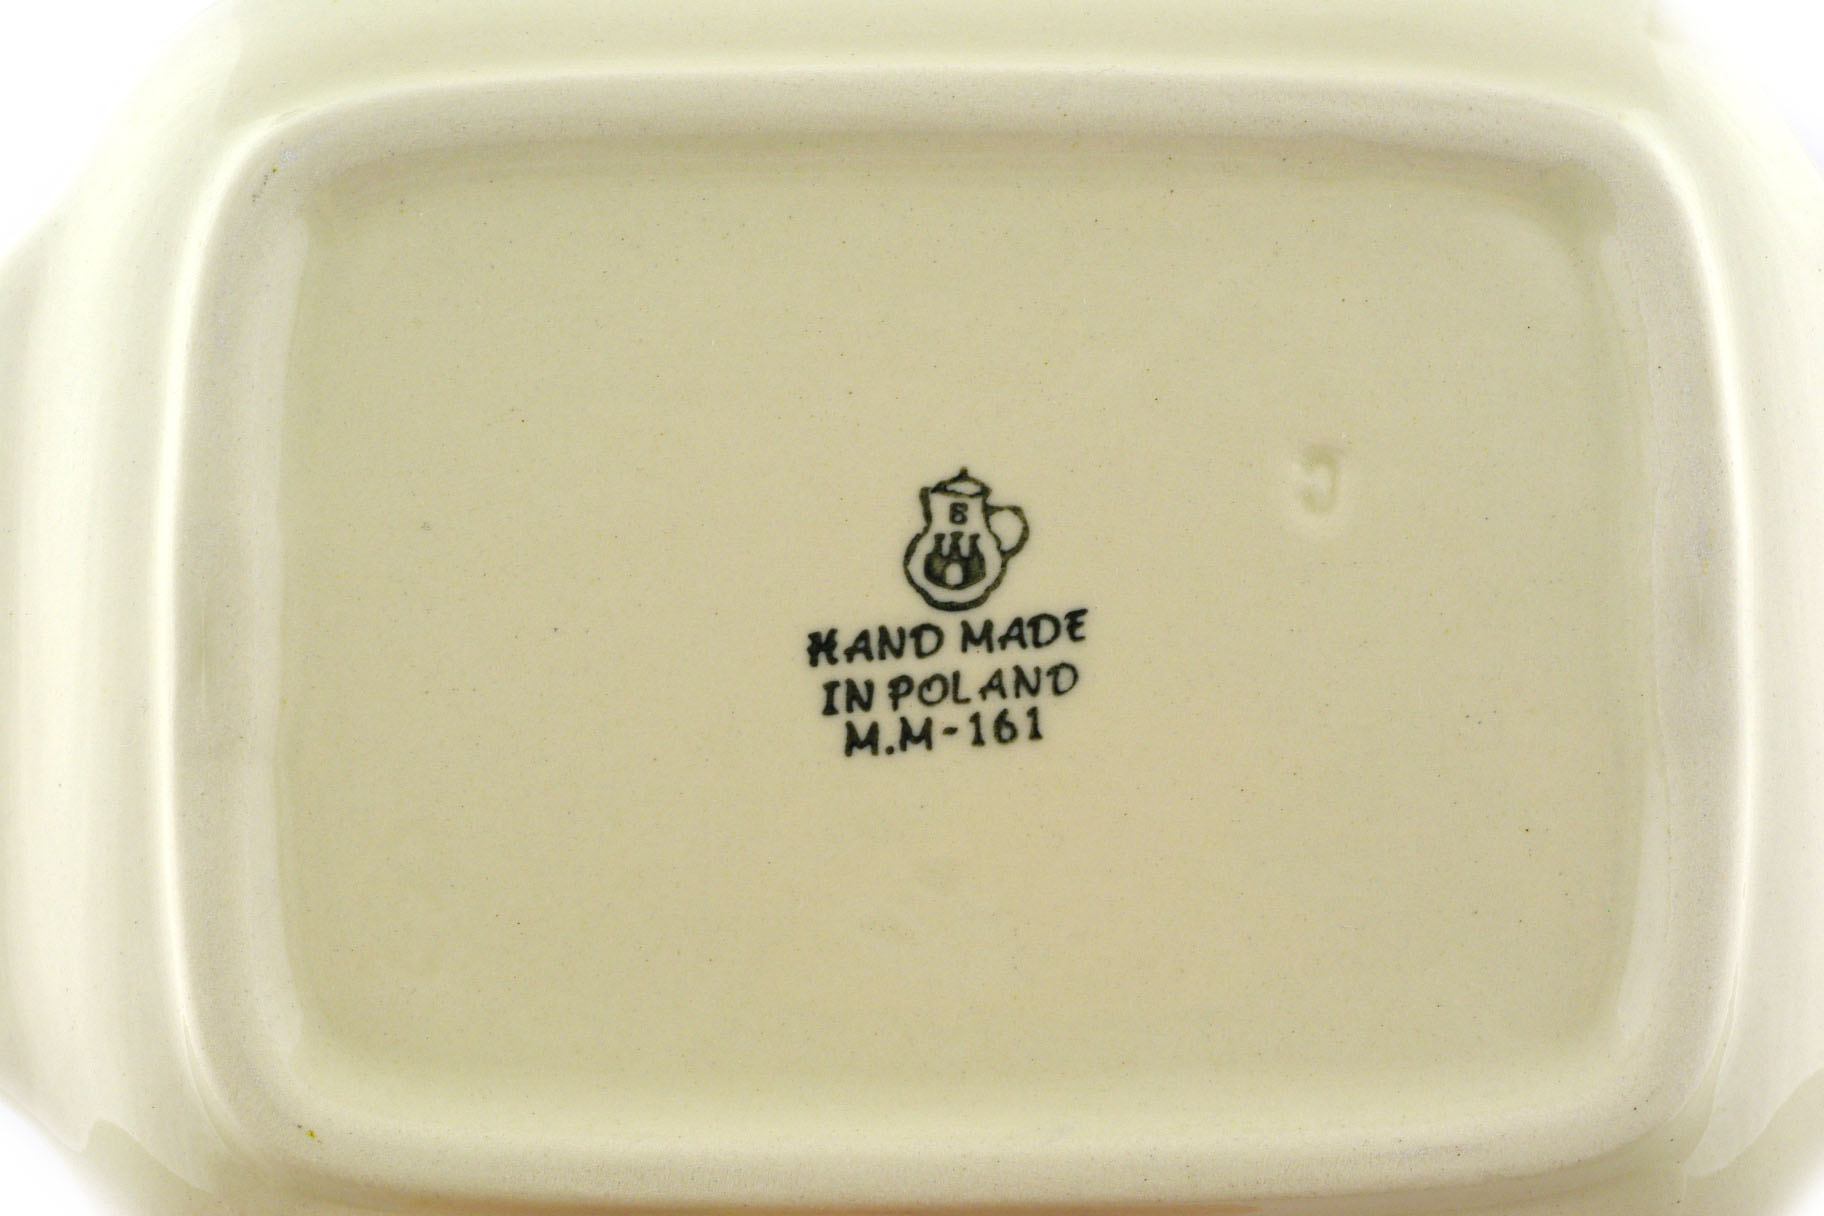 B
HAND MADE
IN POLAND
M.M-161
C